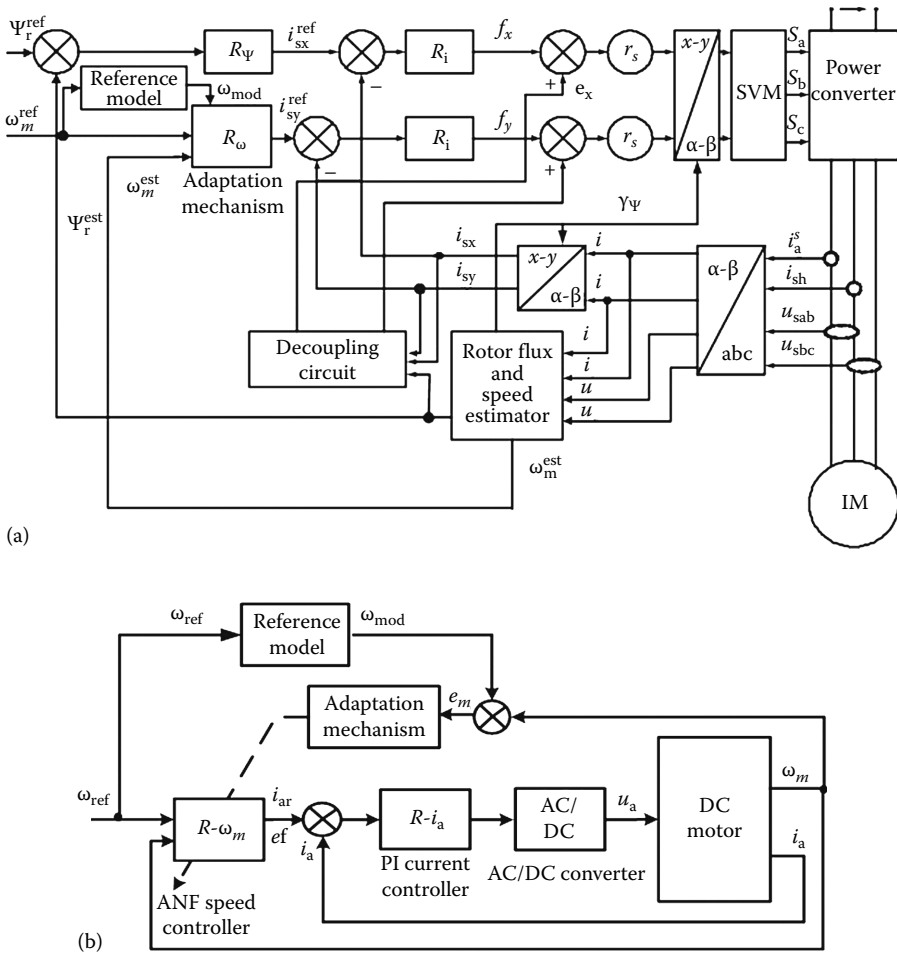 Ψ_r^ref
R_Ψ
i_sx^ref
R_i
f_x
r_s
x-y
α-β
SVM
S_a
S_b
S_c
Power
converter
Reference
model
ω_mod
ω_m^ref
R_ω
i_sy^ref
R_i
f_y
r_s
e_x
+
+
−
−
ω_m^est
Adaptation
mechanism
Ψ_r^est
γ_Ψ
i_sx
i_sy
x-y
α-β
i
i
α-β
abc
i_a^s
i_sh
u_sab
u_sbc
Decoupling
circuit
Rotor flux
and
speed
estimator
i
i
u
u
ω_m^est
IM
(a)
ω_ref
Reference
model
ω_mod
Adaptation
mechanism
e_m
ω_ref
R-ω_m
i_ar
ef
i_a
R-i_a
AC/
DC
u_a
DC
motor
ω_m
i_a
PI current
controller
AC/DC converter
ANF speed
controller
(b)